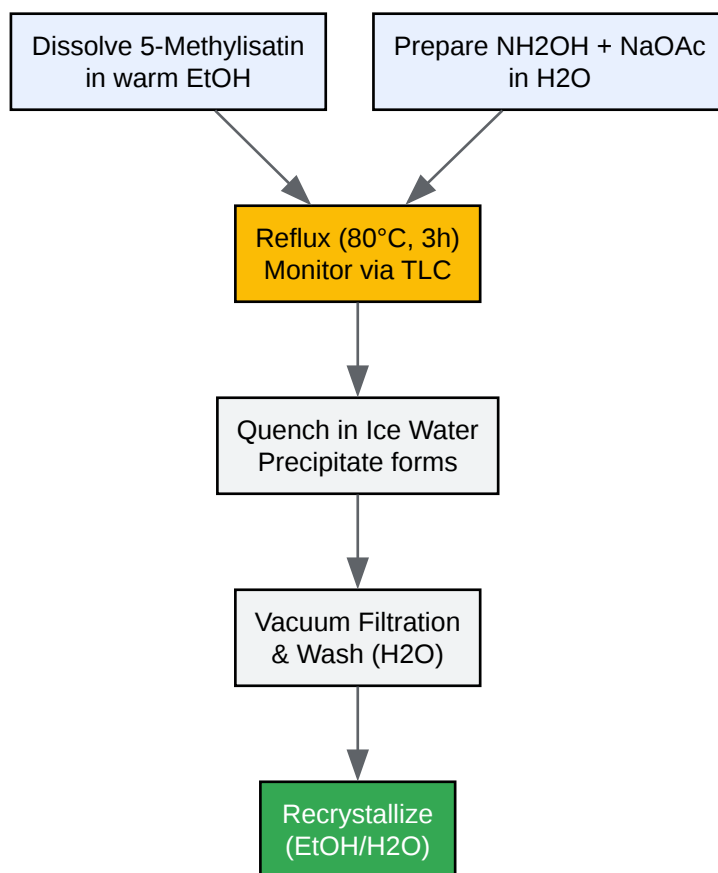 Dissolve 5-Methylisatin
in warm EtOH
Prepare NH2OH + NaOAc
in H2O
Reflux (80°C, 3h)
Monitor via TLC
Quench in Ice Water
Precipitate forms
Vacuum Filtration
& Wash (H2O)
Recrystallize
(EtOH/H2O)